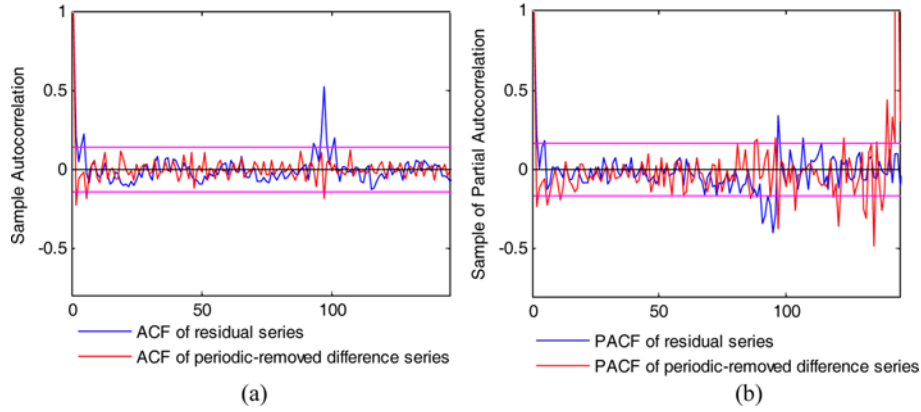 1
0.5
0
-0.5
Sample Autocorrelation
0
50
100
ACF of residual series
ACF of periodic-removed difference series
(a)
1
0.5
0
-0.5
Sample of Partial Autocorrelation
0
50
100
PACF of residual series
PACF of periodic-removed difference series
(b)